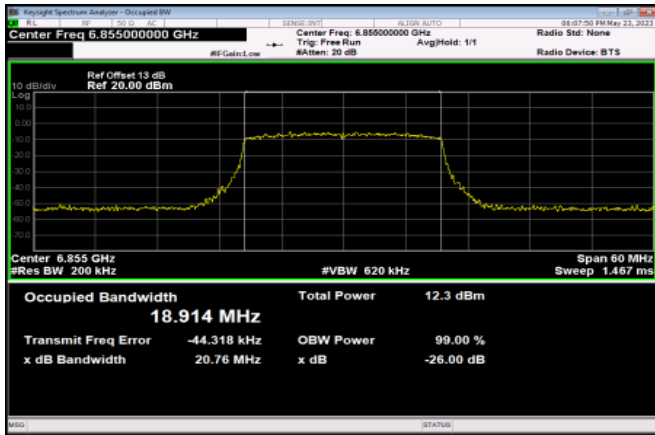 Keysight Spectrum Analyzer - Occupied BW
RL RF 50 Ω AC SENSE:INT ALIGN AUTO 06:07:50 PM May 23, 2023
Center Freq 6.855000000 GHz Center Freq: 6.855000000 GHz Radio Std: None
Trig: Free Run Avg|Hold: 1/1
#IFGain:Low #Atten: 20 dB Radio Device: BTS
Ref Offset 13 dB
10 dB/div Ref 20.00 dBm
Log
10.0
0.00
-10.0
-20.0
-30.0
-40.0
-50.0
-60.0
-70.0
Center 6.855 GHz Span 60 MHz
#Res BW 200 kHz #VBW 620 kHz Sweep 1.467 ms
Occupied Bandwidth Total Power 12.3 dBm
18.914 MHz
Transmit Freq Error -44.318 kHz OBW Power 99.00 %
x dB Bandwidth 20.76 MHz x dB -26.00 dB
MSG STATUS